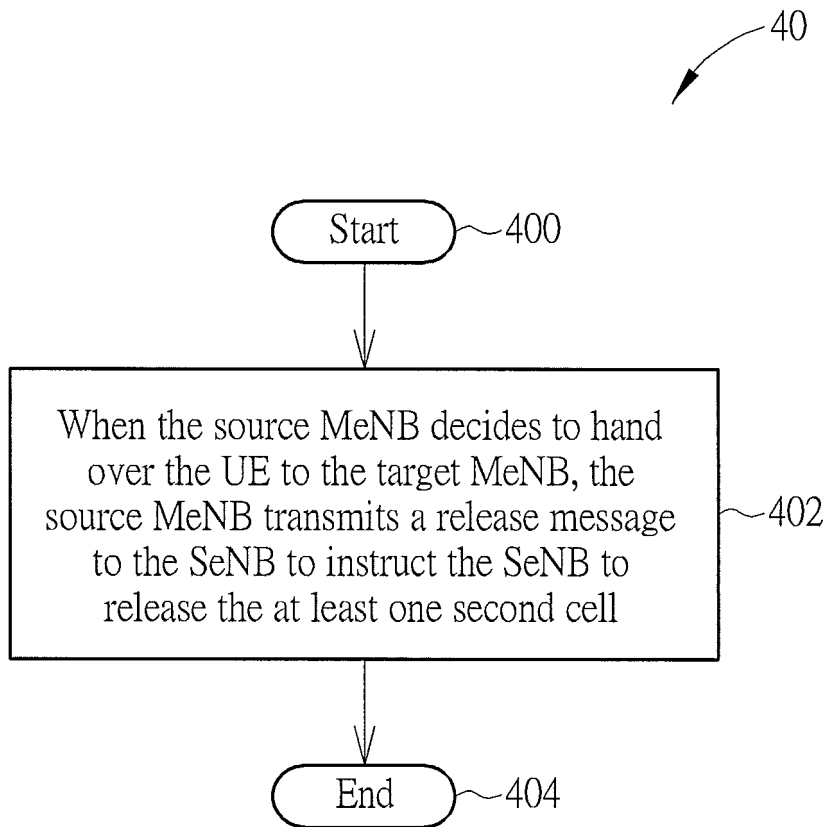 40
Start
400
When the source MeNB decides to hand
over the UE to the target MeNB, the
source MeNB transmits a release message
to the SeNB to instruct the SeNB to
release the at least one second cell
402
End
404